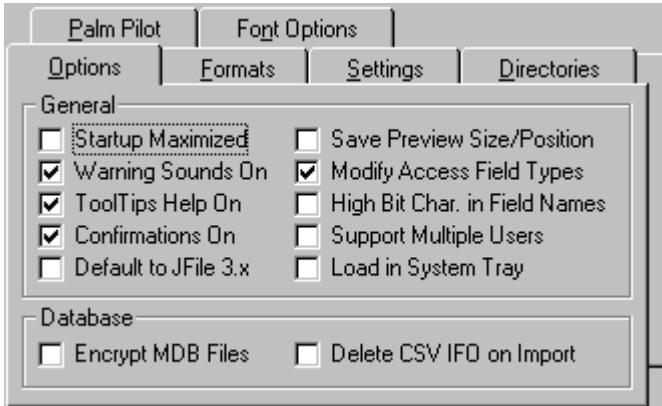 Palm Pilot Font Options
Options Formats Settings Directories
General
Startup Maximized Save Preview Size/Position
Warning Sounds On Modify Access Field Types
ToolTips Help On High Bit Char. in Field Names
Confirmations On Support Multiple Users
Default to JFile 3.x Load in System Tray
Database
Encrypt MDB Files Delete CSV IFO on Import